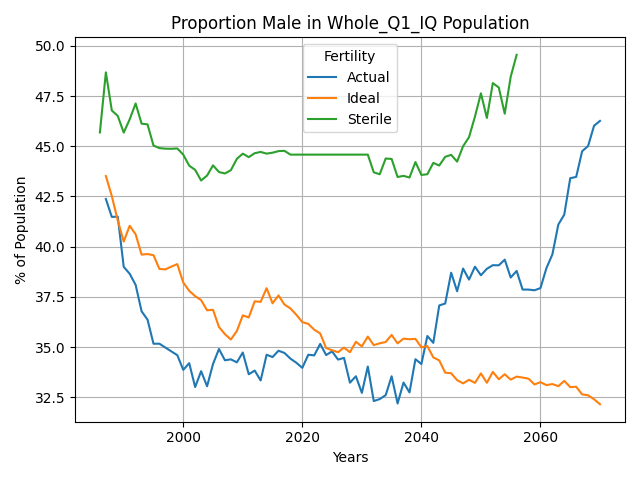 Proportion Male in Whole_Q1_IQ Population
50.0
47.5
45.0
42.5
40.0
37.5
35.0
32.5
% of Population
Fertility
Actual
Ideal
Sterile
2000
2020
2040
2060
Years